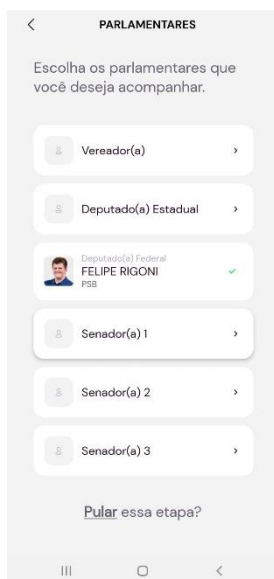 PARLAMENTARES
Escolha os parlamentares que
você deseja acompanhar.
Vereador(a)
Deputado(a) Estadual
Deputado(a) Federal
FELIPE RIGONI
PSB
Senador(a) 1
Senador(a) 2
Senador(a) 3
Pular essa etapa?